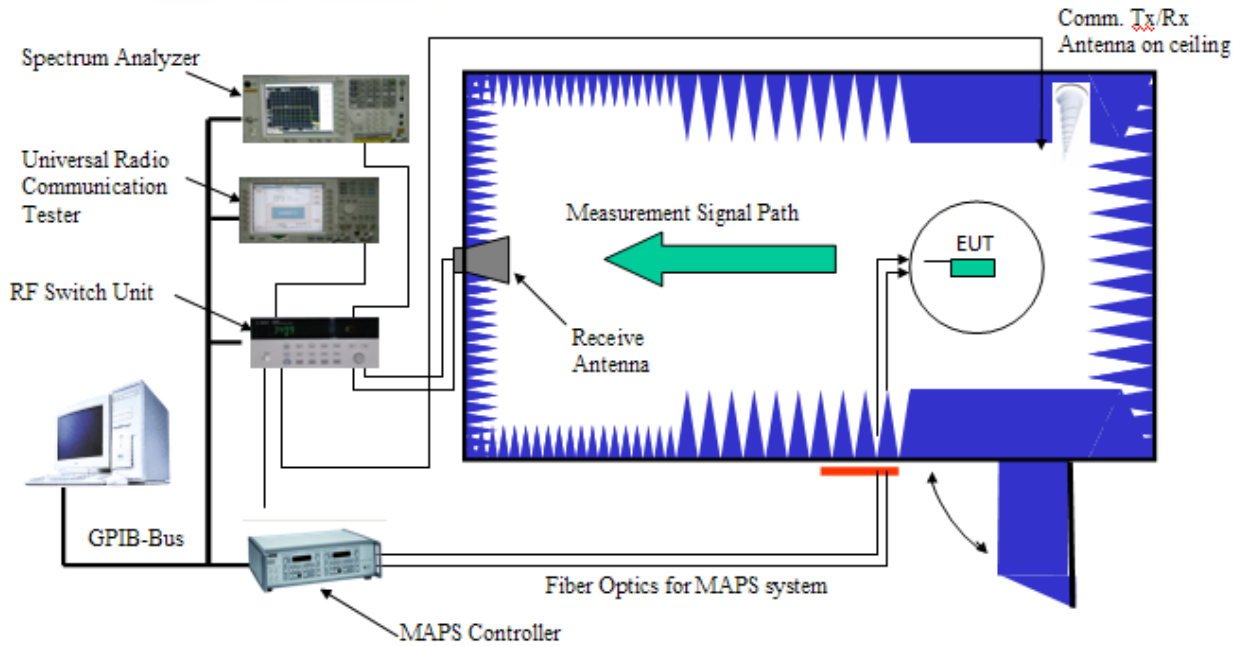 Comm. Tx/Rx
Antenna on ceiling
Spectrum Analyzer
Universal Radio
Communication
Tester
Measurement Signal Path
EUT
RF Switch Unit
Receive
Antenna
GPIB-Bus
Fiber Optics for MAPS system
MAPS Controller